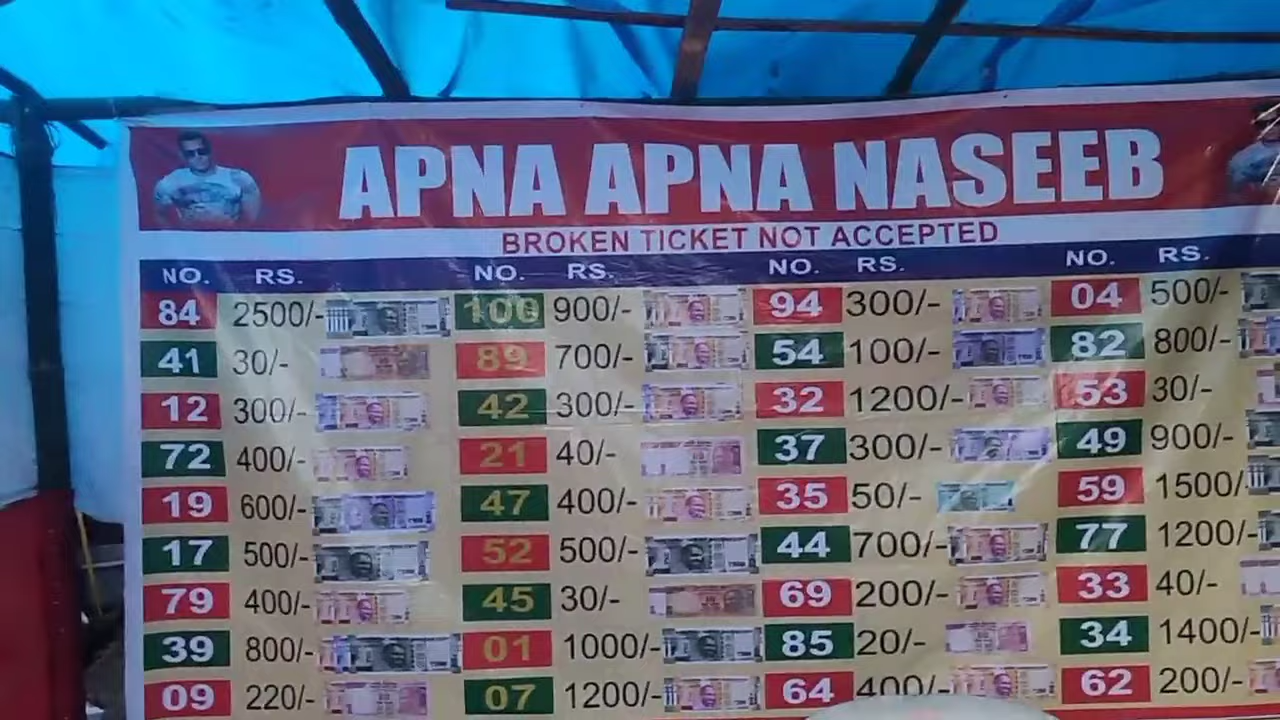 APNA APNA NASEEB
BROKEN TICKET NOT ACCEPTED
NO. RS. NO. RS. NO. RS. NO. RS.
84 2500/- 100 900/- 94 300/- 04 500/-
41 30/- 89 700/- 54 100/- 82 800/-
12 300/- 42 300/- 32 1200/- 53 30/-
72 400/- 21 40/- 37 300/- 49 900/-
19 600/- 47 400/- 35 50/- 59 1500/
17 500/- 52 500/- 44 700/- 77 1200/-
79 400/- 45 30/- 69 200/- 33 40/-
39 800/- 01 1000/- 85 20/- 34 1400/-
09 220/- 07 1200/- 64 400/- 62 200/-